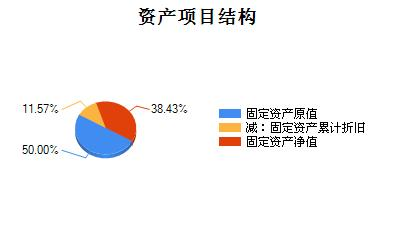 资产项目结构
11.57%
38.43%
50.00%
固定资产原值
减：固定资产累计折旧
固定资产净值